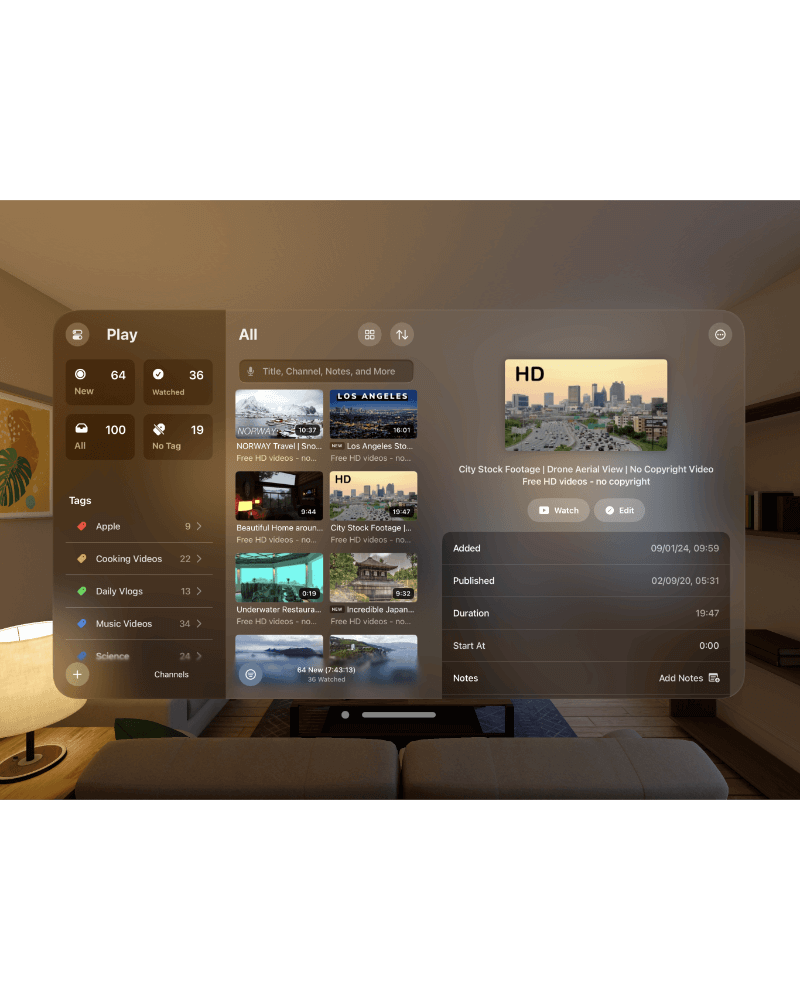 Play
64
New
36
Watched
100
All
19
No Tag
Tags
Apple 9
Cooking Videos 22
Daily Vlogs 13
Music Videos 34
Science 24
Channels
All
Title, Channel, Notes, and More
NORWAY
10:37
NORWAY Travel | Sno...
Free HD videos - no...
LOS ANGELES
16:01
NEW Los Angeles Sto...
Free HD videos - no...
9:44
Beautiful Home aroun...
Free HD videos - no...
HD
19:47
City Stock Footage |...
Free HD videos - no...
0:19
Underwater Restaura...
Free HD videos - no...
9:32
NEW Incredible Japan...
Free HD videos - no...
64 New (7:43:13)
36 Watched
HD
City Stock Footage | Drone Aerial View | No Copyright Video
Free HD videos - no copyright
Watch
Edit
Added 09/01/24, 09:59
Published 02/09/20, 05:31
Duration 19:47
Start At 0:00
Notes Add Notes